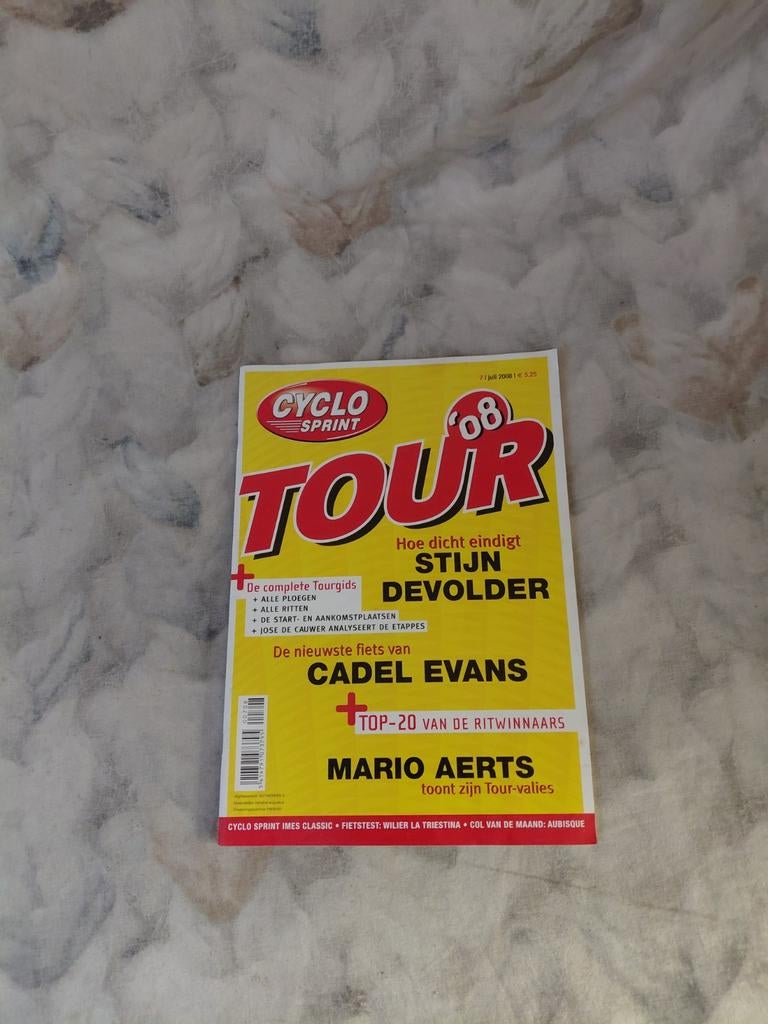 7 | juli 2008 | € 5,25
CYCLO
SPRINT
'08
TOUR
Hoe dicht eindigt
STIJN
DEVOLDER
+ De complete Tourgids
+ ALLE PLOEGEN
+ ALLE RITTEN
+ DE START- EN AANKOMSTPLAATSEN
+ JOSE DE CAUWER ANALYSEERT DE ETAPPES
De nieuwste fiets van
CADEL EVANS
+ TOP-20 VAN DE RITWINNAARS
MARIO AERTS
toont zijn Tour-valies
CYCLO SPRINT IMES CLASSIC • FIETSTEST: WILIER LA TRIESTINA • COL VAN DE MAAND: AUBISQUE